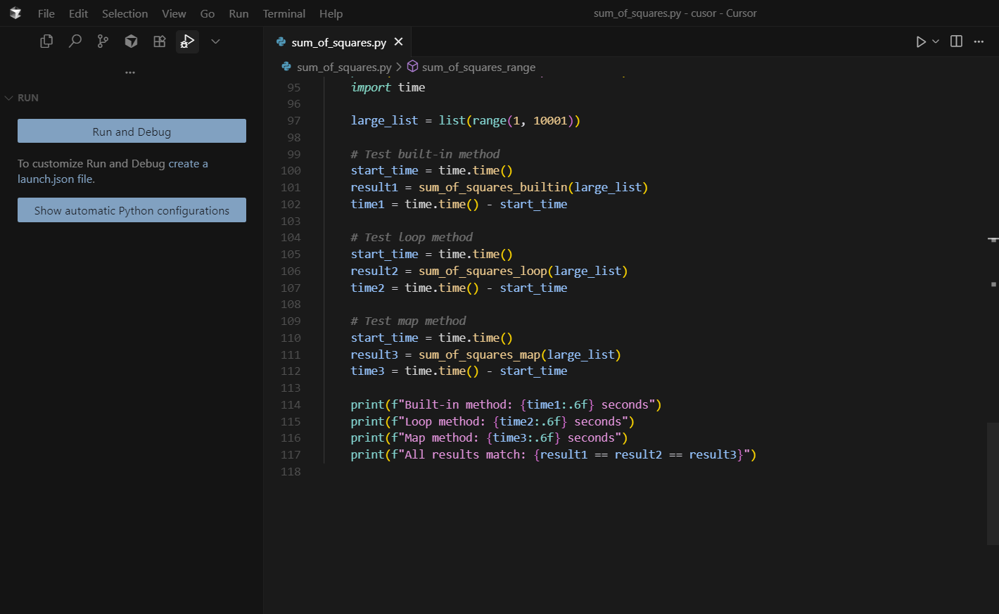 File Edit Selection View Go Run Terminal Help
sum_of_squares.py - cusor - Cursor
RUN
Run and Debug
To customize Run and Debug create a
launch.json file.
Show automatic Python configurations
sum_of_squares.py
sum_of_squares.py > sum_of_squares_range
95 import time
96
97 large_list = list(range(1, 10001))
98
99 # Test built-in method
100 start_time = time.time()
101 result1 = sum_of_squares_builtin(large_list)
102 time1 = time.time() - start_time
103
104 # Test loop method
105 start_time = time.time()
106 result2 = sum_of_squares_loop(large_list)
107 time2 = time.time() - start_time
108
109 # Test map method
110 start_time = time.time()
111 result3 = sum_of_squares_map(large_list)
112 time3 = time.time() - start_time
113
114 print(f"Built-in method: {time1:.6f} seconds")
115 print(f"Loop method: {time2:.6f} seconds")
116 print(f"Map method: {time3:.6f} seconds")
117 print(f"All results match: {result1 == result2 == result3}")
118